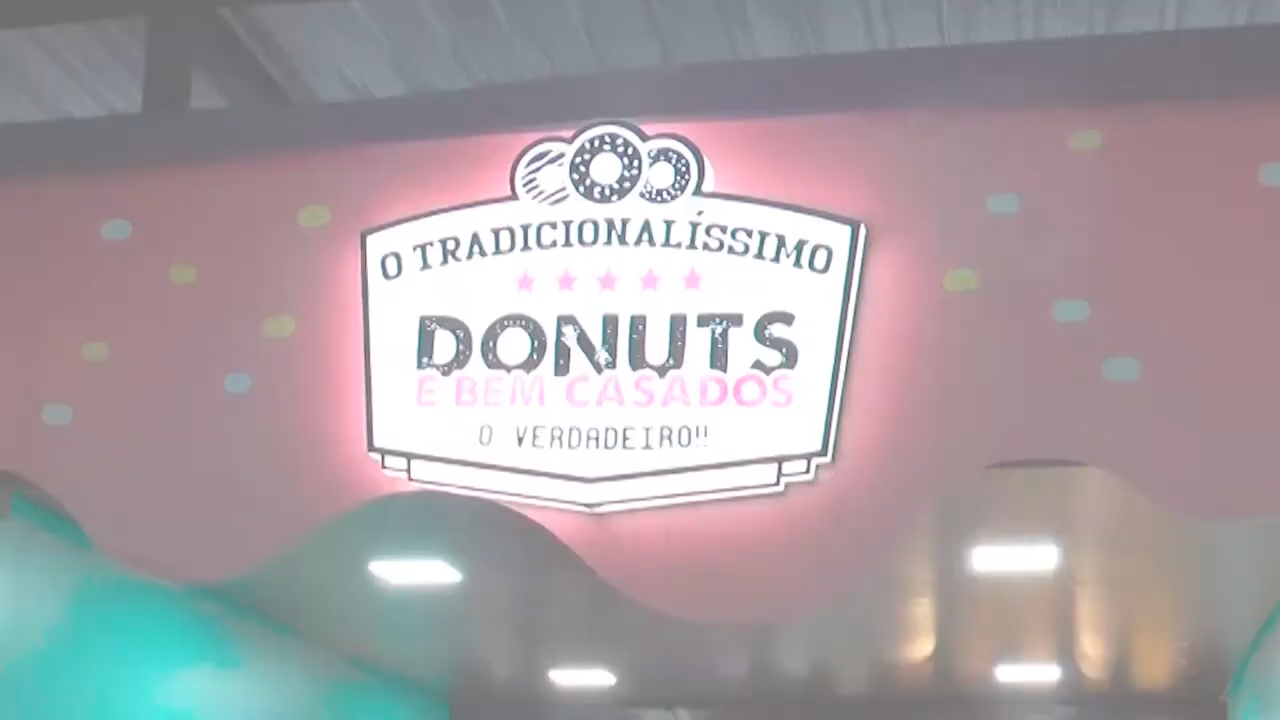 O TRADICIONALÍSSIMO
DONUTS
E BEM CASADOS
O VERDADEIRO!!